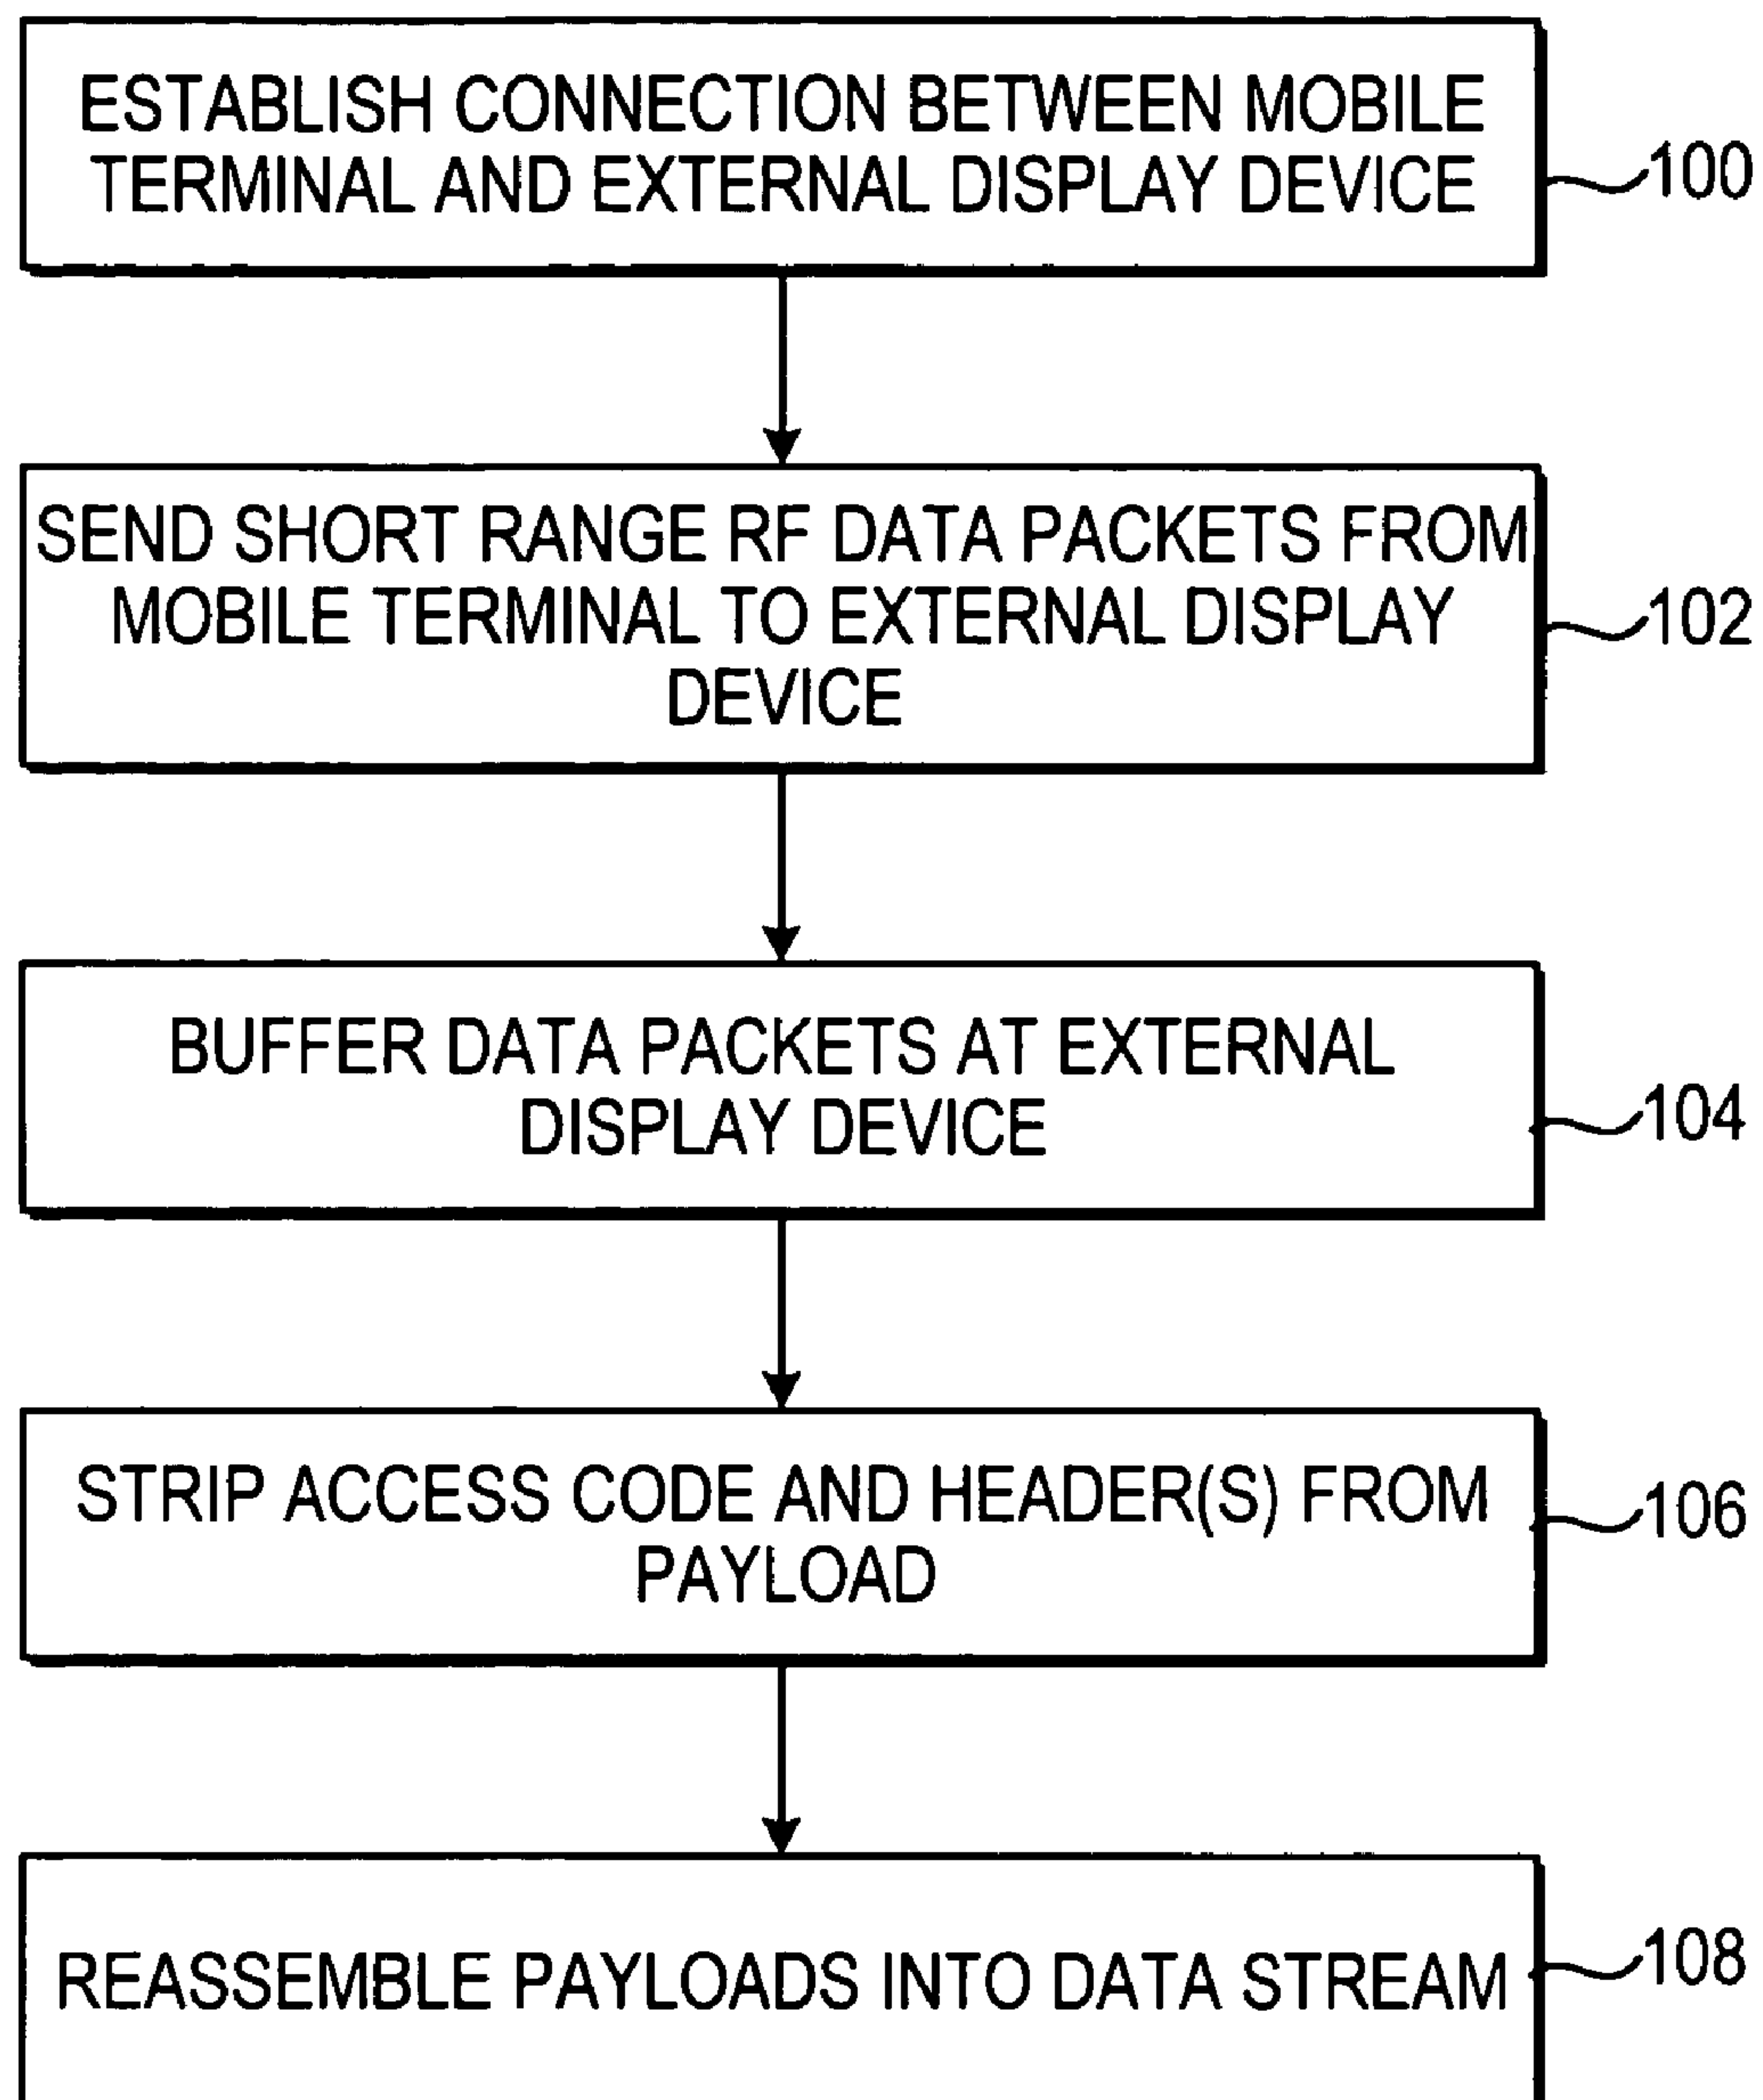 ESTABLISH CONNECTION BETWEEN MOBILE
TERMINAL AND EXTERNAL DISPLAY DEVICE
100
SEND SHORT RANGE RF DATA PACKETS FROM
MOBILE TERMINAL TO EXTERNAL DISPLAY
DEVICE
102
BUFFER DATA PACKETS AT EXTERNAL
DISPLAY DEVICE
104
STRIP ACCESS CODE AND HEADER(S) FROM
PAYLOAD
106
REASSEMBLE PAYLOADS INTO DATA STREAM
108